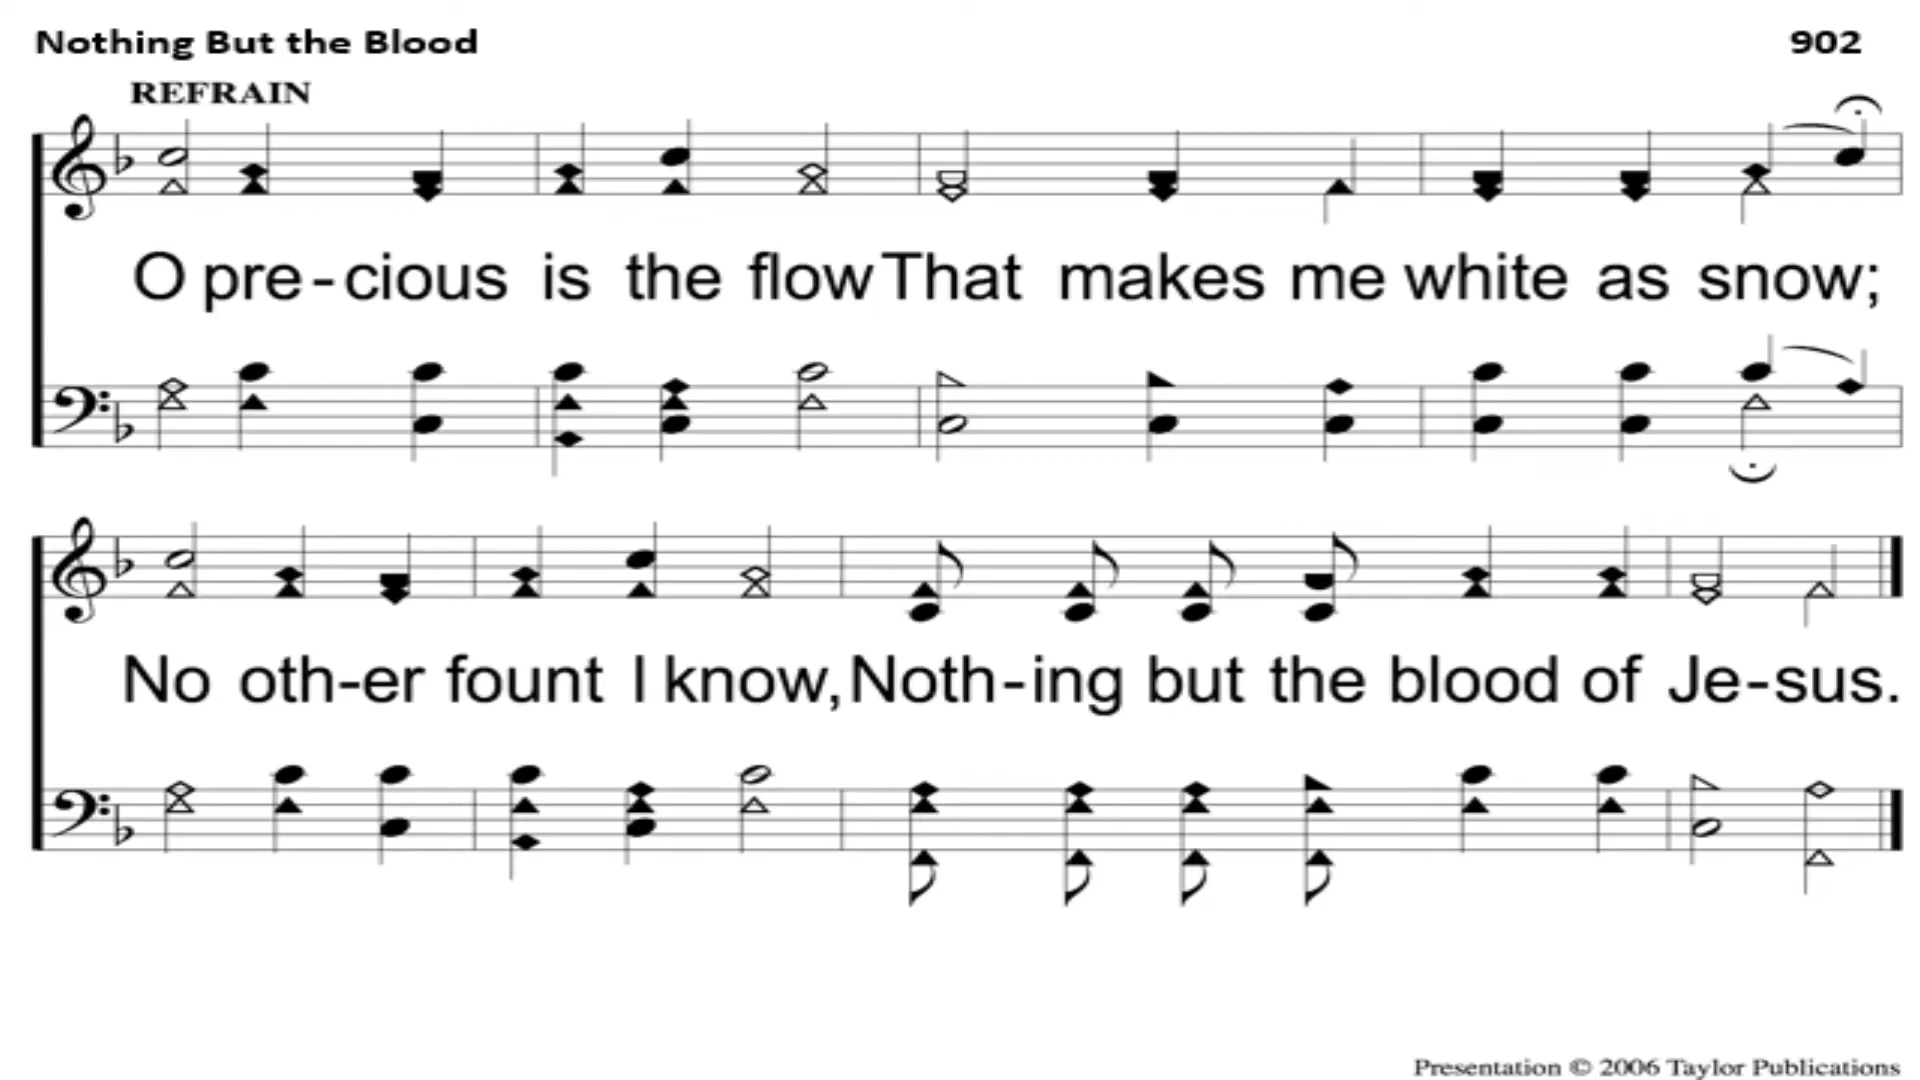 Nothing But the Blood 902
REFRAIN
O pre-cious is the flow That makes me white as snow;
No oth-er fount I know, Noth-ing but the blood of Je-sus.
Presentation © 2006 Taylor Publications